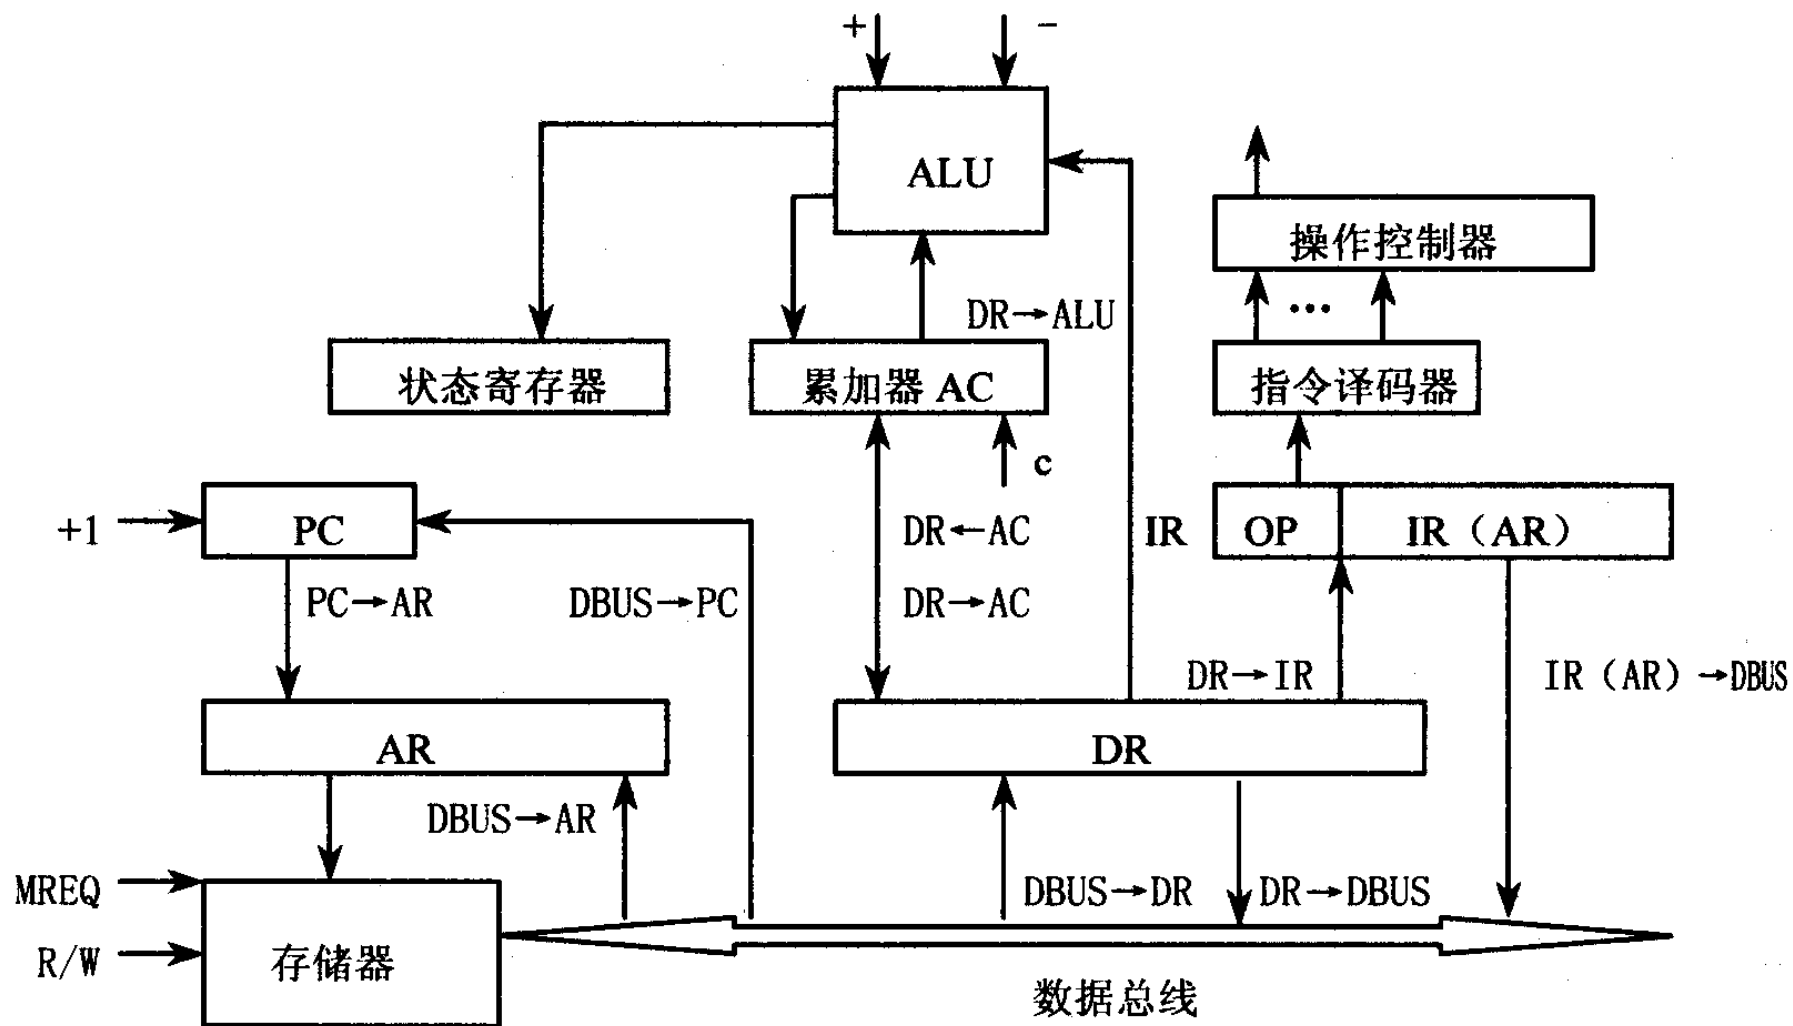 + -
ALU
操作控制器
DR→ALU
…
状态寄存器
累加器 AC
指令译码器
c
+1
PC
DR←AC
IR
OP
IR（AR）
PC→AR
DBUS→PC
DR→AC
DR→IR
IR（AR）→DBUS
AR
DR
DBUS→AR
MREQ
DBUS→DR
DR→DBUS
R/W
存储器
数据总线